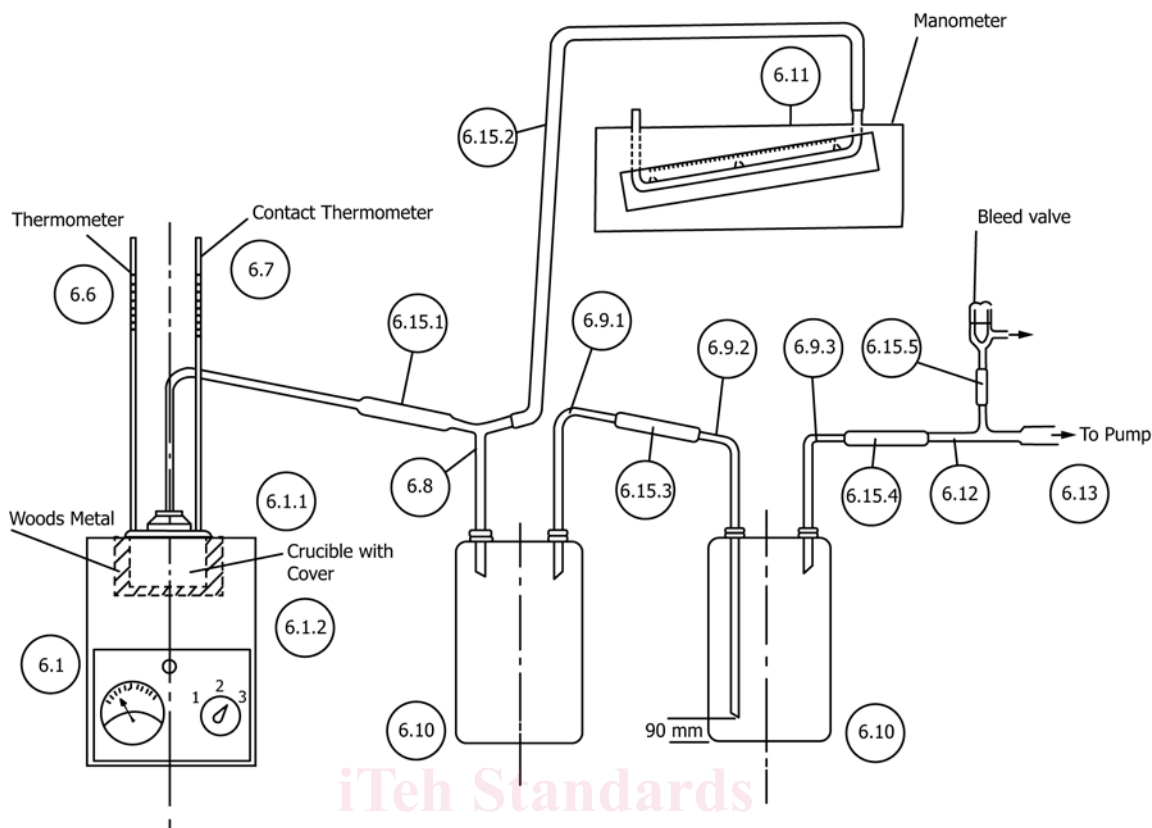 Manometer
6.11
6.15.2
Thermometer
Contact Thermometer
Bleed valve
6.7
6.6
6.15.1
6.9.1
6.9.2
6.9.3
6.15.5
To Pump
6.8
6.15.3
6.15.4
6.12
6.13
6.1.1
Woods Metal
Crucible with
Cover
6.1.2
6.1
1 2 3
6.10
90 mm
6.10
iTeh Standards